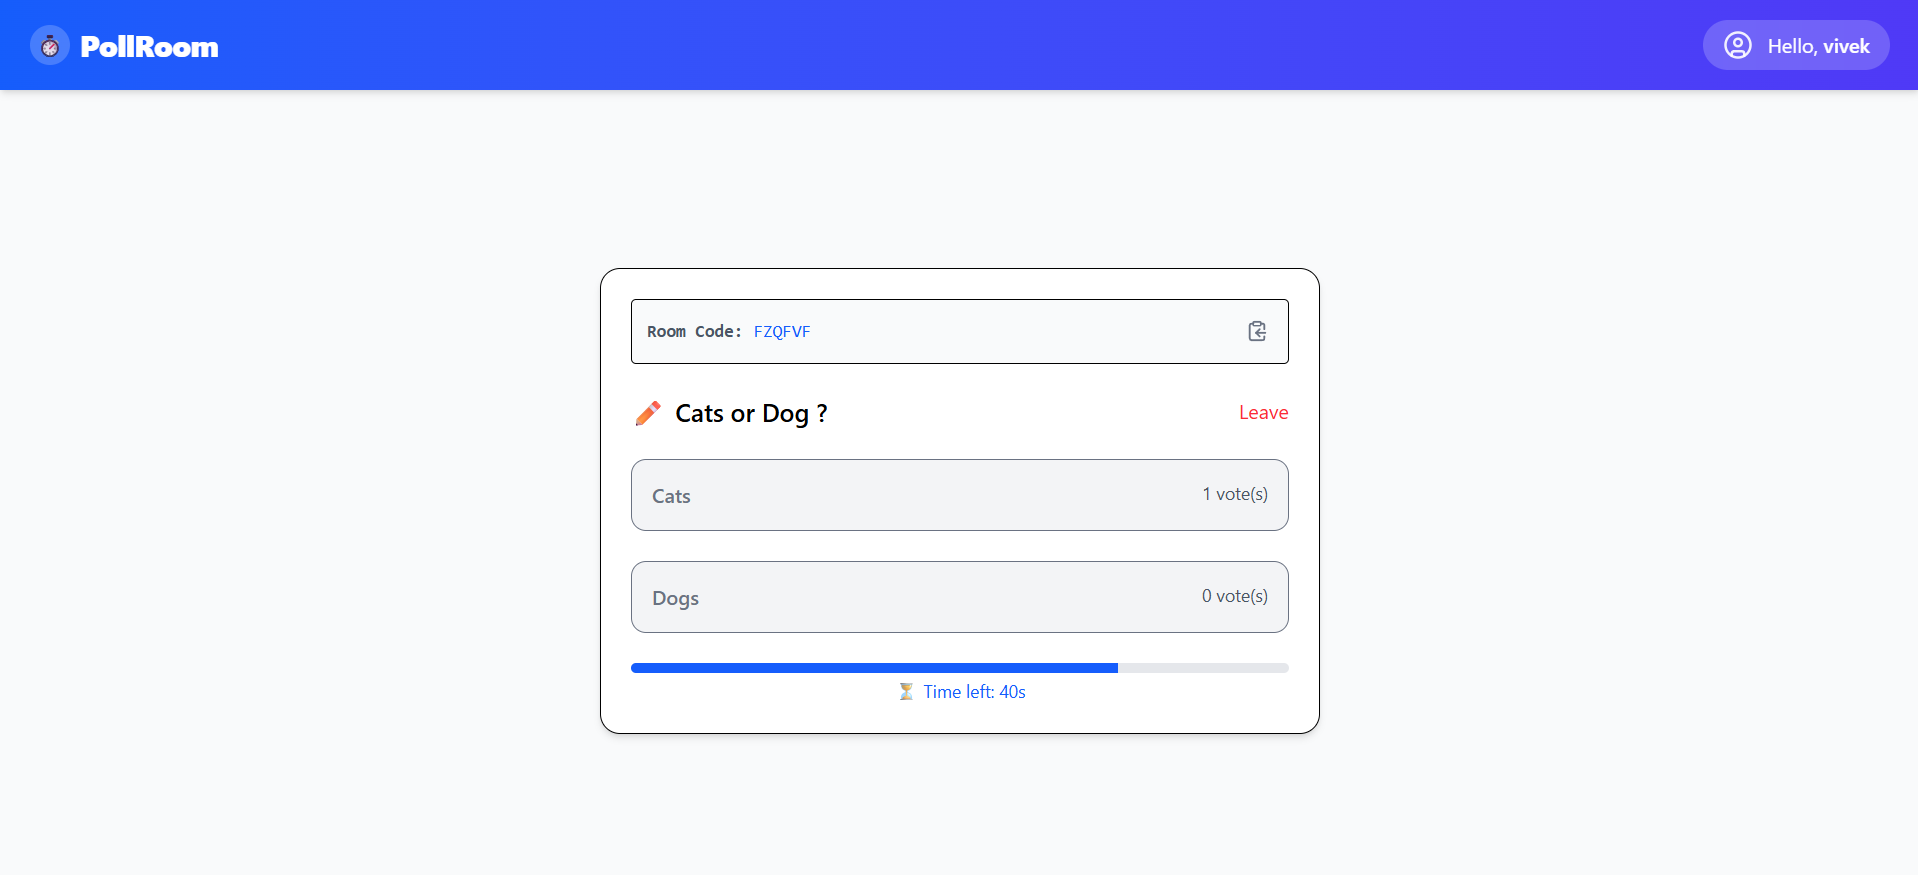 PollRoom
Hello, vivek
Room Code: FZQFVF
Cats or Dog ?
Leave
Cats
1 vote(s)
Dogs
0 vote(s)
Time left: 40s